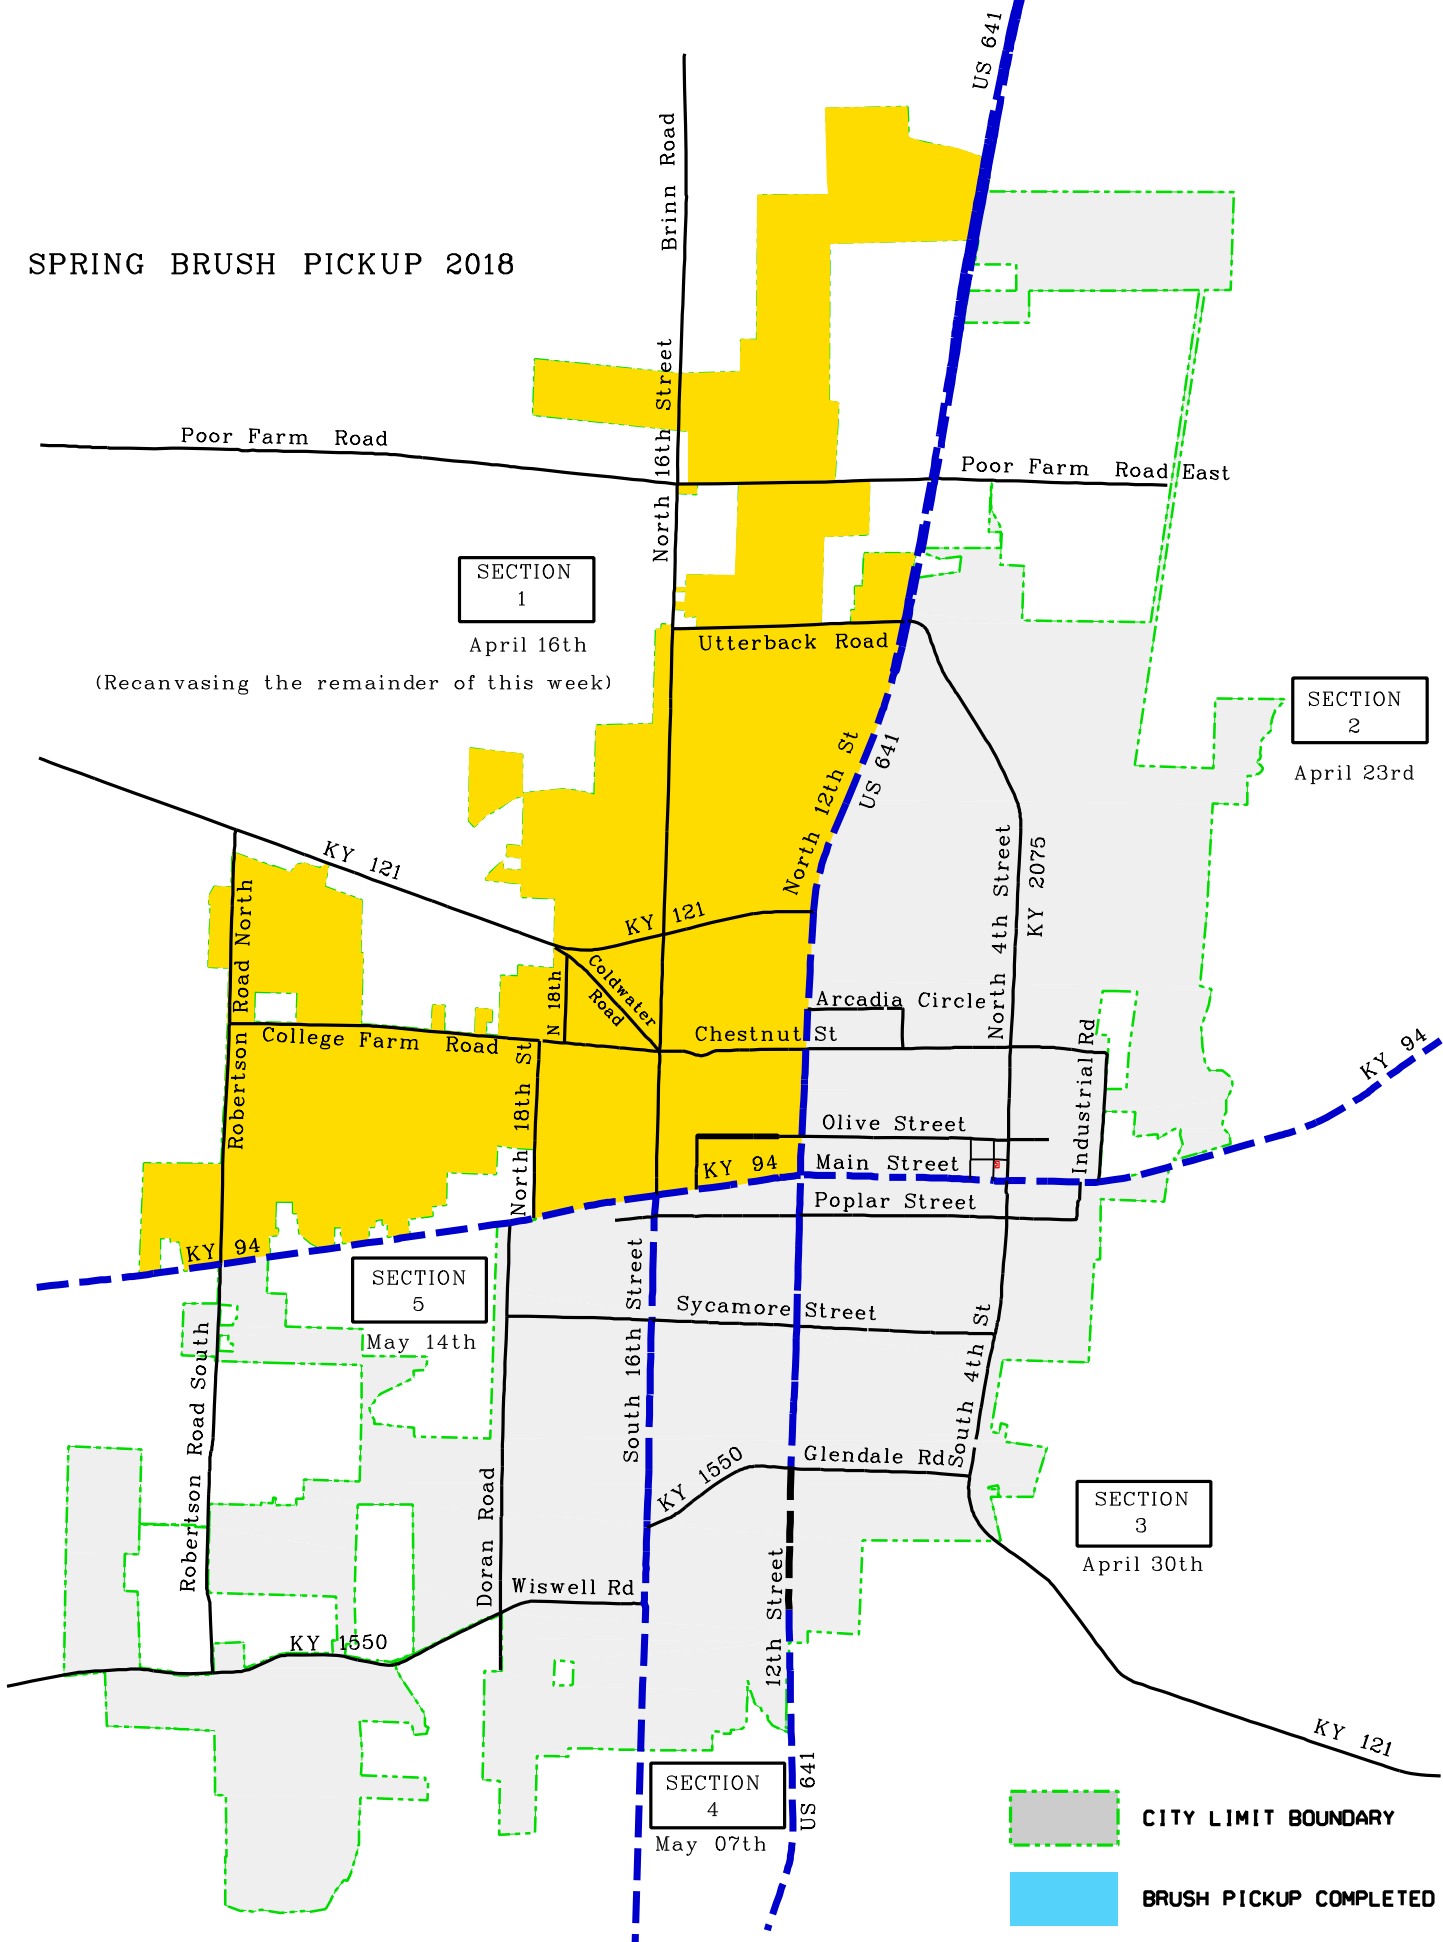 US 641
Brinn Road
SPRING BRUSH PICKUP 2018
North 16th Street
Poor Farm Road
Poor Farm Road East
SECTION
1
April 16th
(Recanvasing the remainder of this week)
Utterback Road
SECTION
2
April 23rd
North 12th St
US 641
KY 121
North 4th Street
KY 2075
KY 121
Robertson Road North
N 18th
Coldwater
Road
Arcadia Circle
College Farm Road
Chestnut St
North 18th St
Industrial Rd
KY 94
Olive Street
KY 94
Main Street
Poplar Street
KY 94
SECTION
5
May 14th
South 16th Street
Sycamore Street
South 4th St
Robertson Road South
Doran Road
KY 1550
Glendale Rd
SECTION
3
April 30th
Wiswell Rd
12th Street
KY 1550
KY 121
SECTION
4
May 07th
US 641
CITY LIMIT BOUNDARY
BRUSH PICKUP COMPLETED